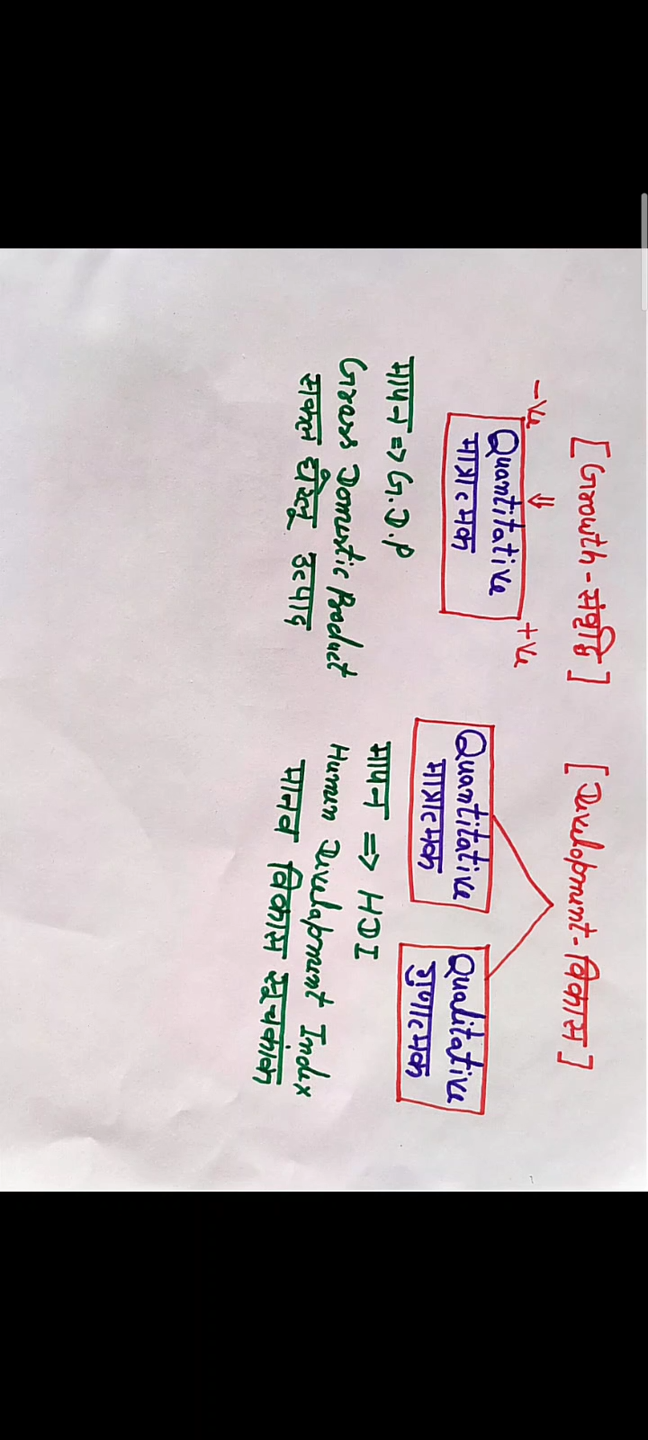 [Growth - संवृद्धि]
-ve
⇓
+ve
Quantitative
मात्रात्मक
मापन => G.D.P
Gross Domestic Product
सकल घरेलू उत्पाद
[Development - विकास]
Quantitative
मात्रात्मक
Qualitative
गुणात्मक
मापन => HDI
Human Development Index
मानव विकास सूचकांक